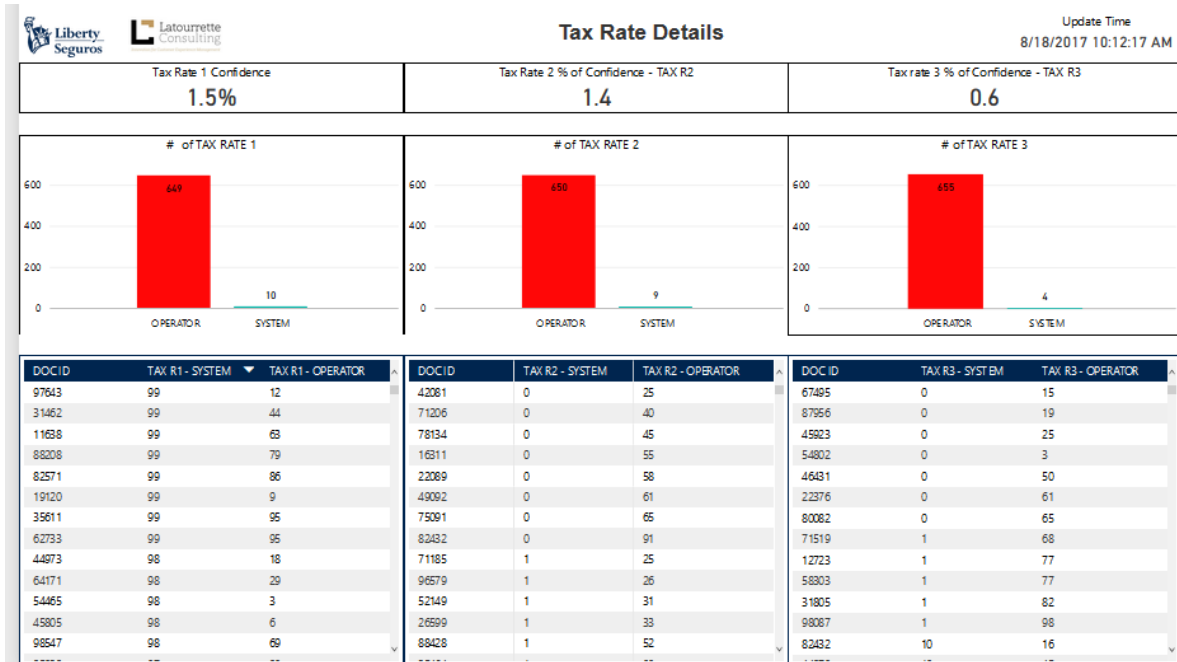 Liberty
Seguros
Latourrette
Consulting
Tax Rate Details
Update Time
8/18/2017 10:12:17 AM
Tax Rate 1 Confidence
1.5%
Tax Rate 2 % of Confidence - TAX R2
1.4
Tax rate 3 % of Confidence - TAX R3
0.6
# of TAX RATE 1
600
400
200
0
649
10
OPERATOR SYSTEM
# of TAX RATE 2
600
400
200
0
650
9
OPERATOR SYSTEM
# of TAX RATE 3
600
400
200
0
655
4
OPERATOR SYSTEM
DOCID TAX R1 - SYSTEM TAX R1 - OPERATOR
97643 99 12
31462 99 44
11638 99 63
88208 99 79
82571 99 86
19120 99 9
35611 99 95
62733 99 95
44973 98 18
64171 98 29
54465 98 3
45805 98 6
98547 98 69
DOCID TAX R2 - SYSTEM TAX R2 - OPERATOR
42081 0 25
71206 0 40
78134 0 45
16311 0 55
22089 0 58
49092 0 61
75091 0 65
82432 0 91
71185 1 25
96579 1 26
52149 1 31
26599 1 33
88428 1 52
DOCID TAX R3 - SYSTEM TAX R3 - OPERATOR
67495 0 15
87956 0 19
45923 0 25
54802 0 3
46431 0 50
22376 0 61
80082 0 65
71519 1 68
12723 1 77
58303 1 77
31805 1 82
98087 1 98
82432 10 16